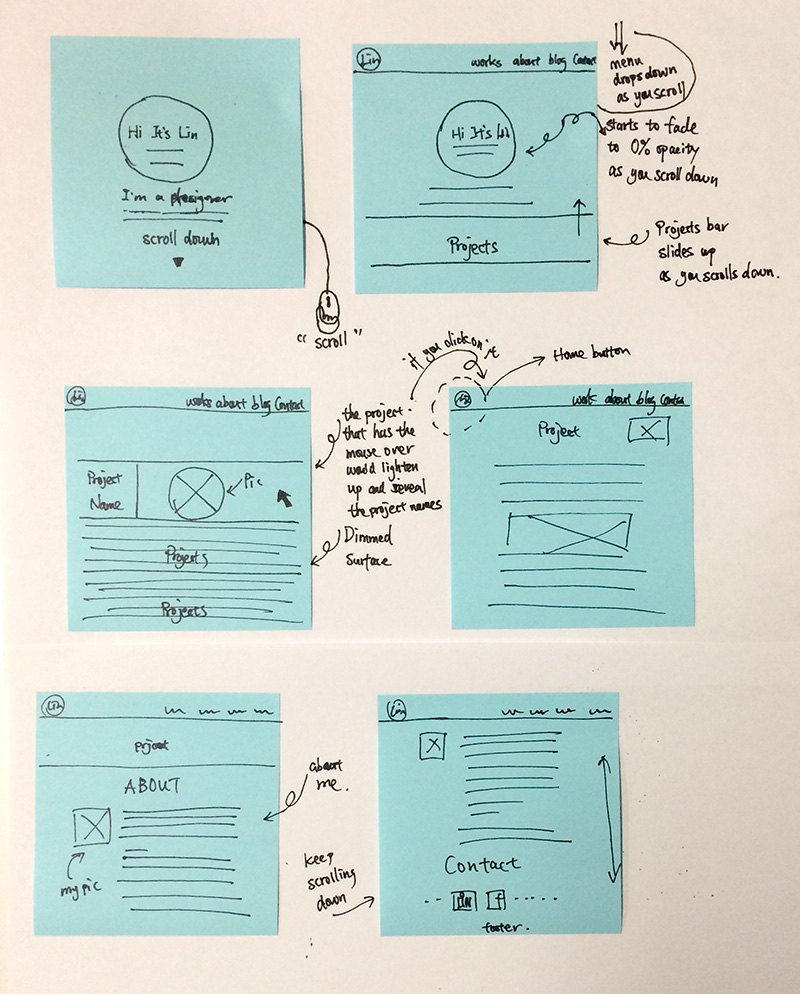 Hi It's Lin
I'm a
scroll down
"scroll"
Lin
works about blog Contact
menu
drops down
as you scroll
Hi It's Lin
starts to fade
to 0% opacity
as you scroll down
Projects
Projects bar
slides up
as you scrolls down.
Lin
works about blog Contact
Project
Name
Pic
Projects
Projects
the project
that has the
mouse over
would lighten
up and reveal
the project names
Dimmed
Surface
if you click on it
Home button
works about blog Contact
Project
Lin
Project
ABOUT
my pic
about
me.
keep
scrolling
down
Lin
Contact
in f
footer.